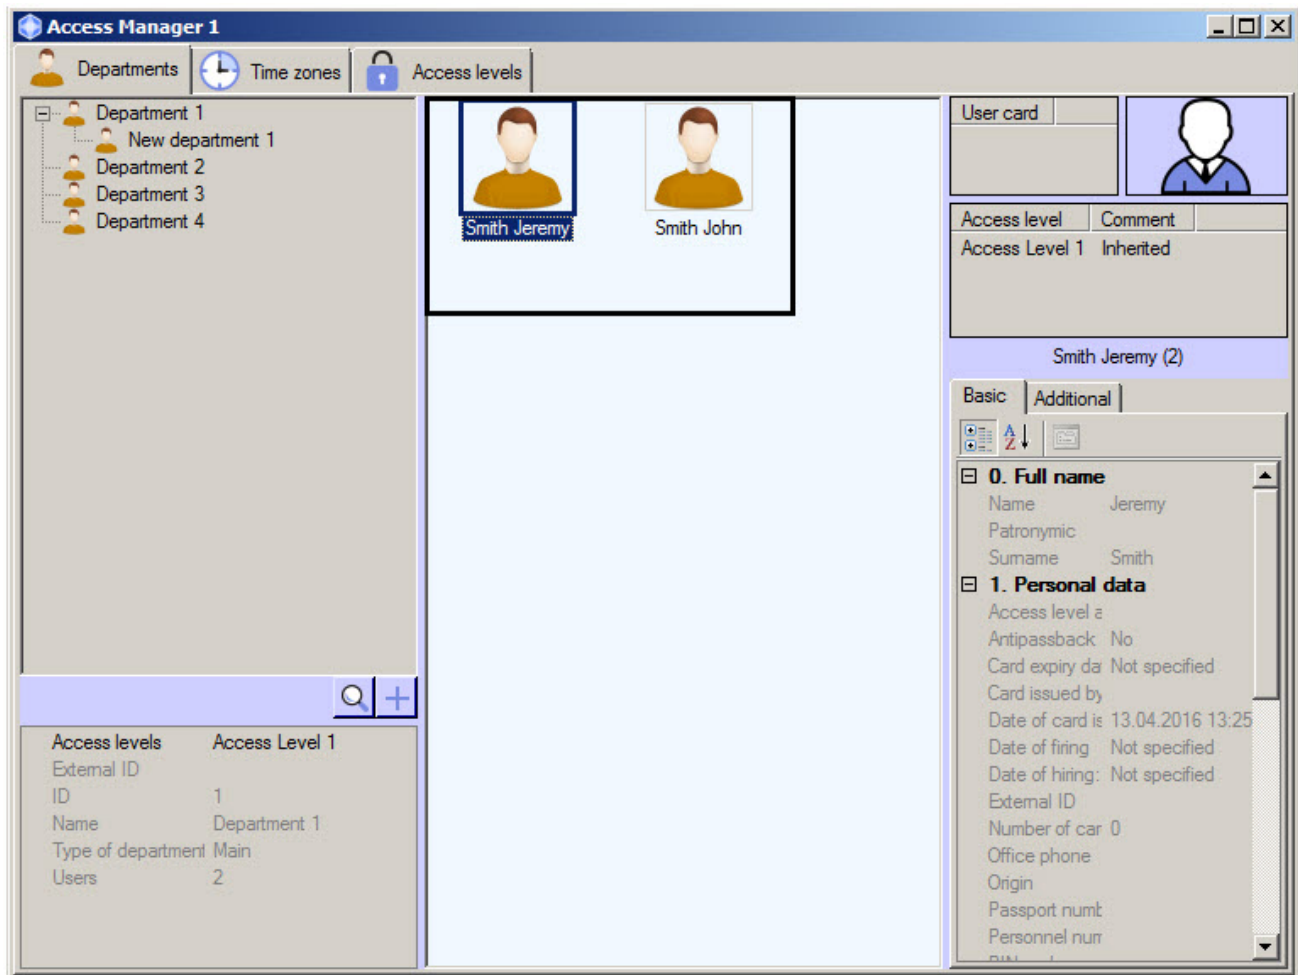 Access Manager 1
Departments Time zones Access levels
Department 1
New department 1
Department 2
Department 3
Department 4
Access levels Access Level 1
External ID
ID 1
Name Department 1
Type of department Main
Users 2
Smith Jeremy Smith John
User card
Access level Comment
Access Level 1 Inherited
Smith Jeremy (2)
Basic Additional
0. Full name
Name Jeremy
Patronymic
Surname Smith
1. Personal data
Access level a
Antipassback No
Card expiry da Not specified
Card issued by
Date of card is 13.04.2016 13:25
Date of firing Not specified
Date of hiring: Not specified
External ID
Number of car 0
Office phone
Origin
Passport numb
Personnel num